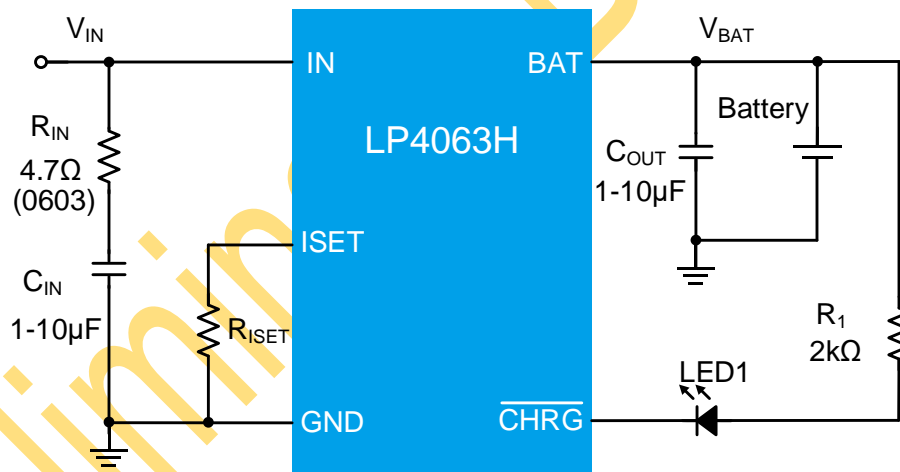 VIN
VBAT
IN
BAT
LP4063H
Battery
RIN
4.7Ω
(0603)
COUT
1-10μF
ISET
CIN
1-10μF
RISET
R1
2kΩ
LED1
GND
CHRG